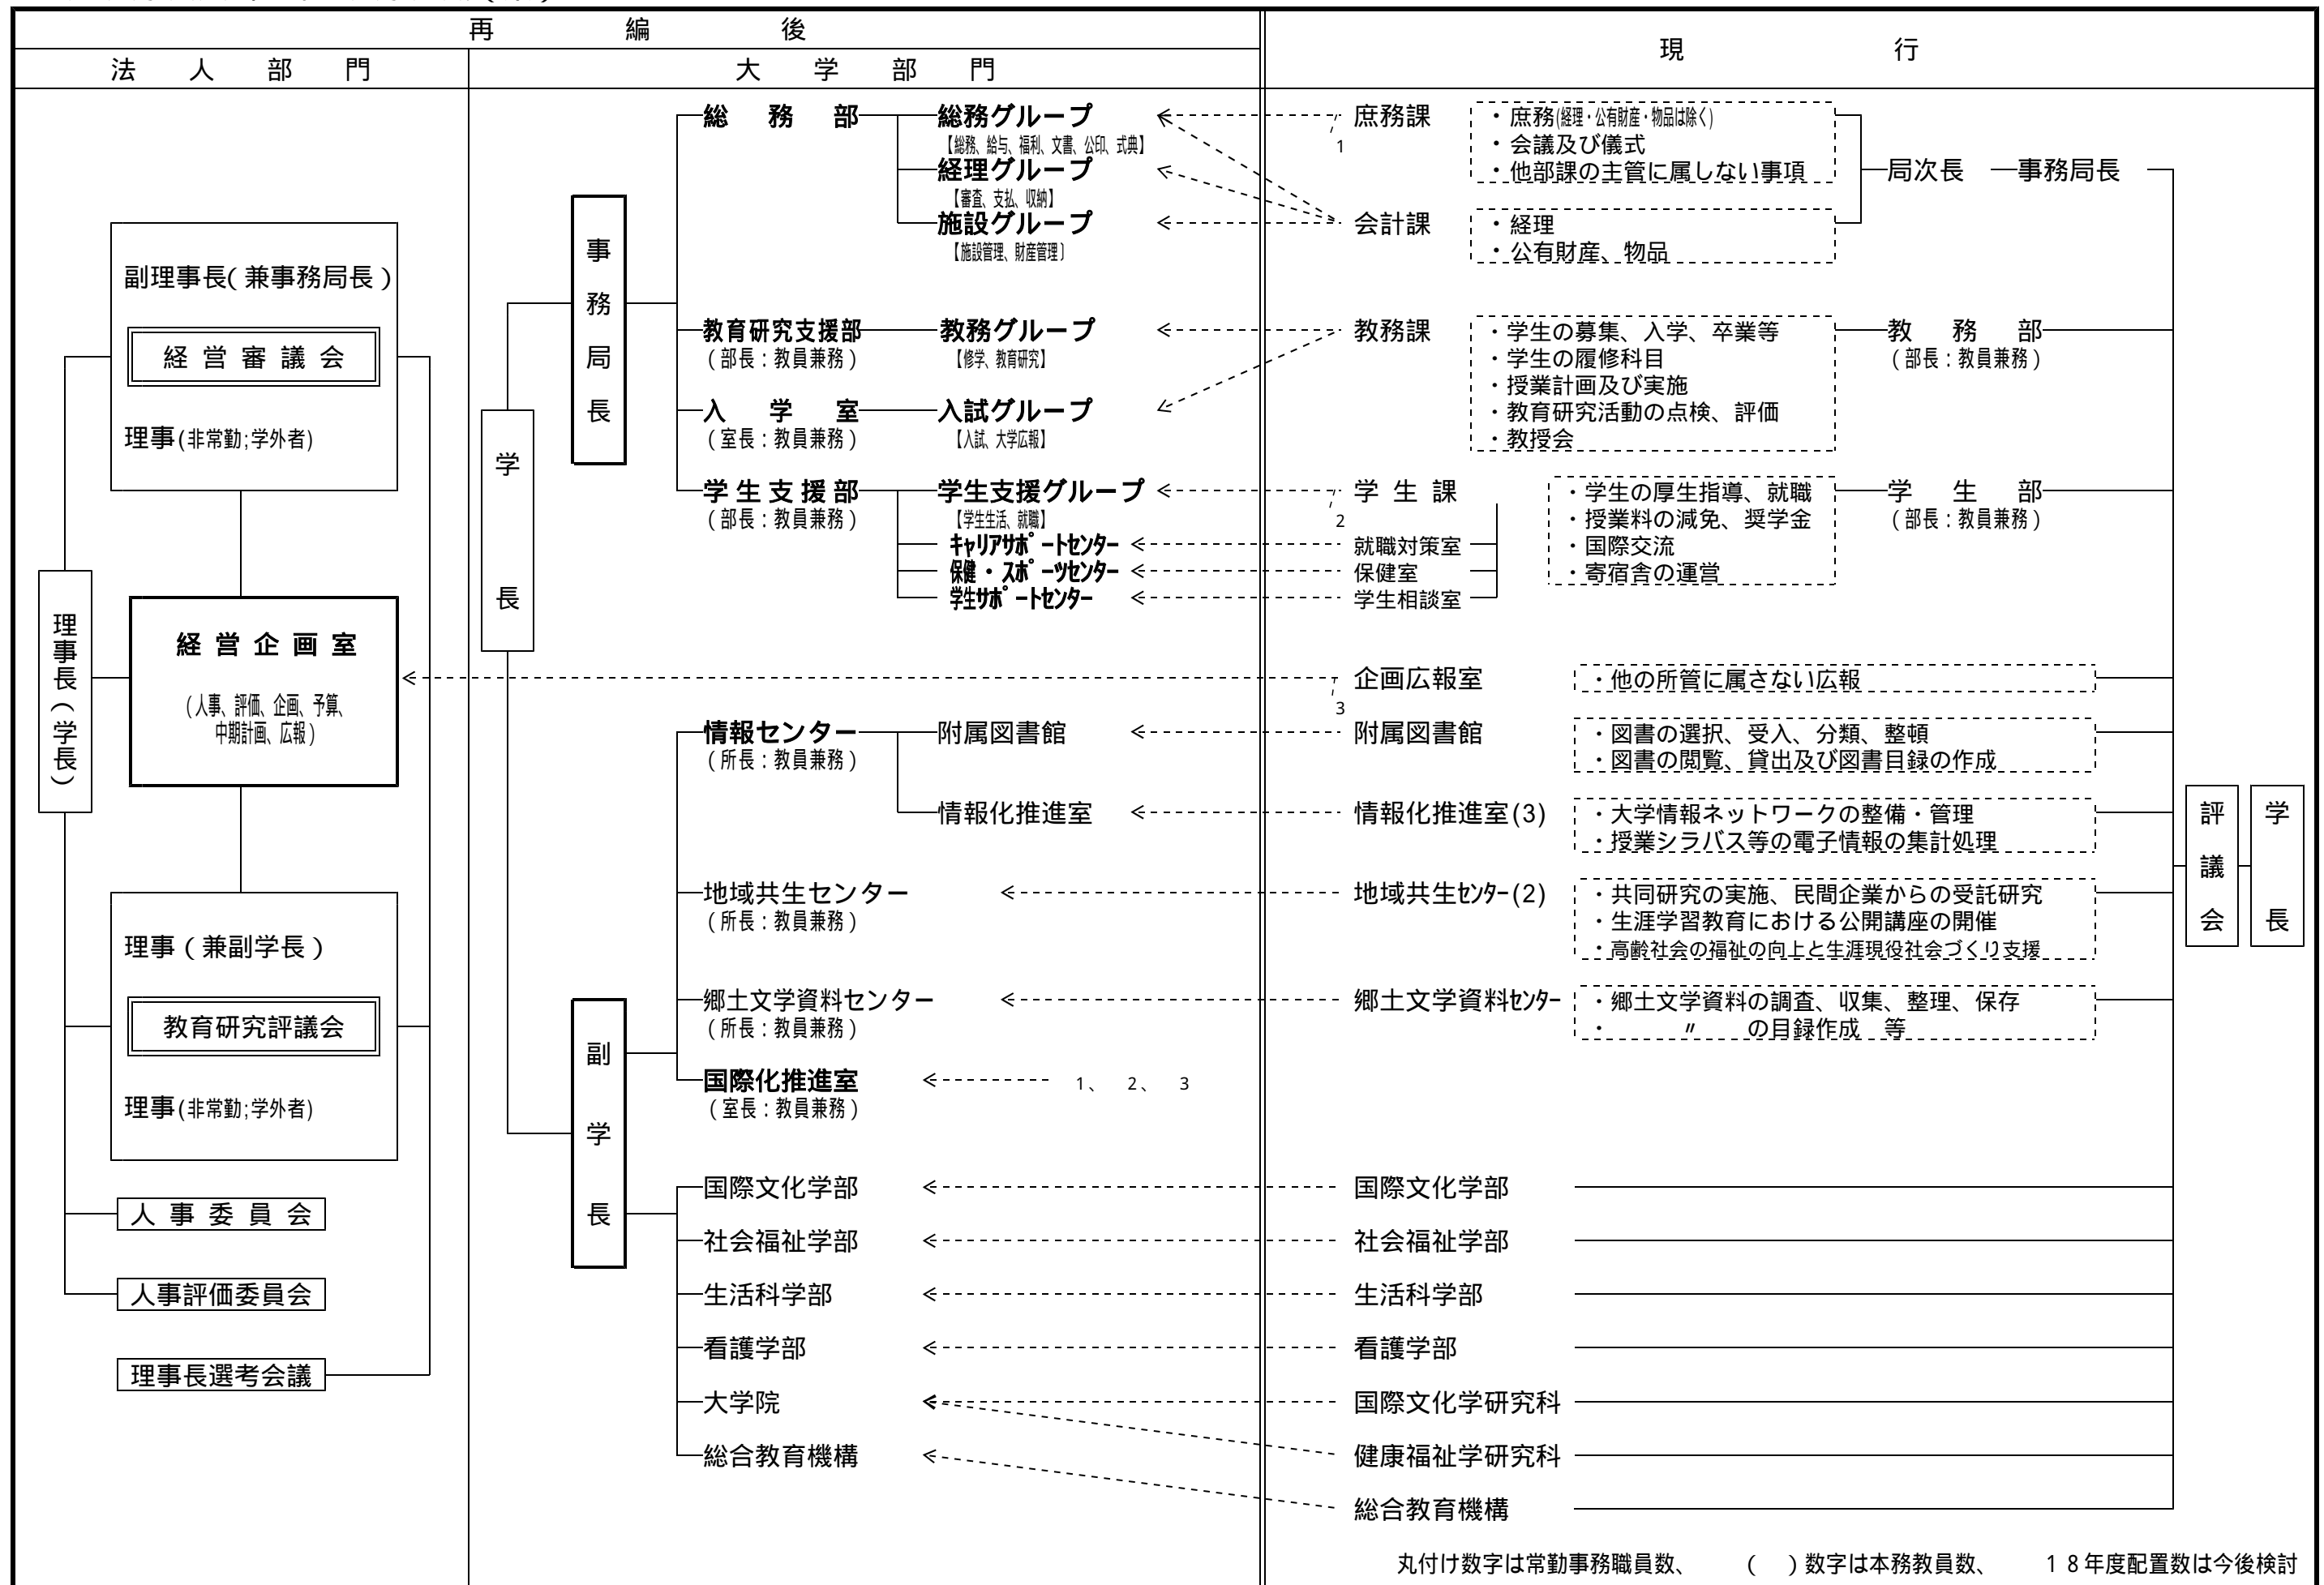 再 編 後
現 行
法 人 部 門
大 学 部 門
副理事長(兼事務局長)
経営審議会
理事(非常勤;学外者)
理事長(学長)
経営企画室
(人事、評価、企画、予算、
中期計画、広報)
理事(兼副学長)
教育研究評議会
理事(非常勤;学外者)
人事委員会
人事評価委員会
理事長選考会議
学長
事務局長
総務部
総務グループ
【総務、給与、福利、文書、公印、式典】
経理グループ
【審査、支払、収納】
施設グループ
【施設管理、財産管理】
教育研究支援部
(部長:教員兼務)
教務グループ
【修学、教育研究】
入学室
(室長:教員兼務)
入試グループ
【入試、大学広報】
学生支援部
(部長:教員兼務)
学生支援グループ
【学生生活、就職】
キャリアサポートセンター
保健・スポーツセンター
学生サポートセンター
副学長
情報センター
(所長:教員兼務)
附属図書館
情報化推進室
地域共生センター
(所長:教員兼務)
郷土文学資料センター
(所長:教員兼務)
国際化推進室
(室長:教員兼務)
1、 2、 3
国際文化学部
社会福祉学部
生活科学部
看護学部
大学院
総合教育機構
庶務課
1
・庶務(経理・公有財産・物品は除く)
・会議及び儀式
・他部課の主管に属しない事項
局次長
事務局長
会計課
・経理
・公有財産、物品
教務課
・学生の募集、入学、卒業等
・学生の履修科目
・授業計画及び実施
・教育研究活動の点検、評価
・教授会
教務部
(部長:教員兼務)
学生課
2
就職対策室
保健室
学生相談室
・学生の厚生指導、就職
・授業料の減免、奨学金
・国際交流
・寄宿舎の運営
学生部
(部長:教員兼務)
企画広報室
3
・他の所管に属さない広報
附属図書館
・図書の選択、受入、分類、整頓
・図書の閲覧、貸出及び図書目録の作成
情報化推進室(3)
・大学情報ネットワークの整備・管理
・授業シラバス等の電子情報の集計処理
地域共生センター(2)
・共同研究の実施、民間企業からの受託研究
・生涯学習教育における公開講座の開催
・高齢社会の福祉の向上と生涯現役社会づくり支援
郷土文学資料センター
・郷土文学資料の調査、収集、整理、保存
・ 〃 の目録作成 等
評議会
学長
国際文化学部
社会福祉学部
生活科学部
看護学部
国際文化学研究科
健康福祉学研究科
総合教育機構
丸付け数字は常勤事務職員数、 ( )数字は本務教員数、 18年度配置数は今後検討